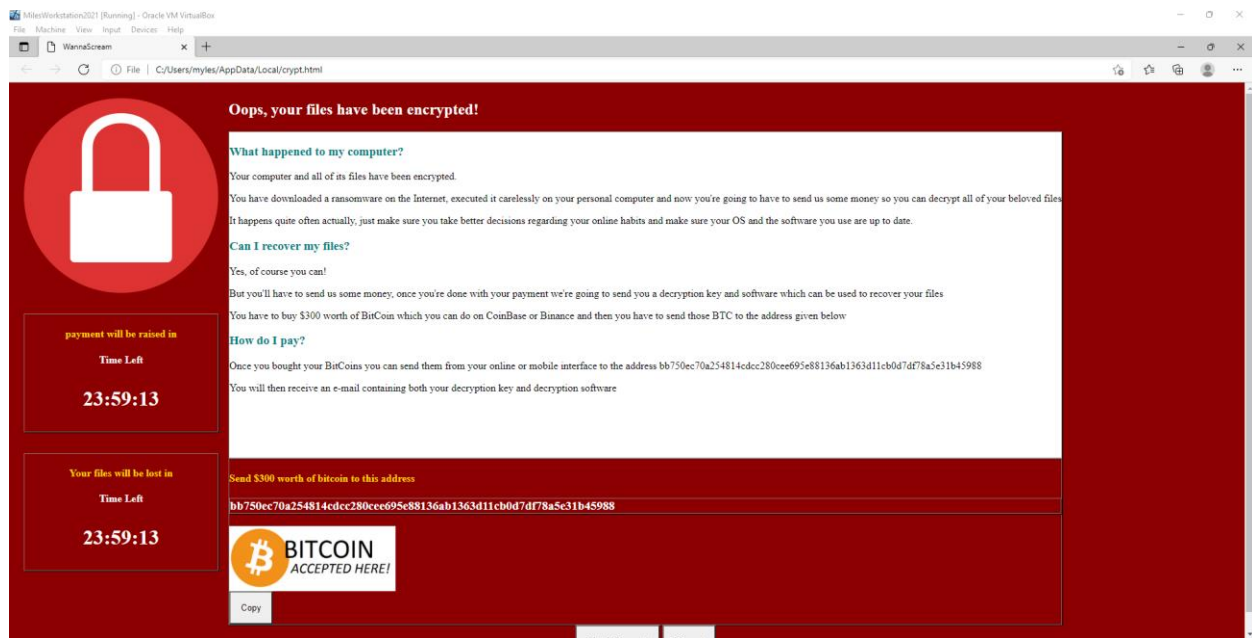 MilesWorkstation2021 [Running] - Oracle VM VirtualBox
File Machine View Input Devices Help
WannaScream
File C:/Users/myles/AppData/Local/crypt.html
Oops, your files have been encrypted!
What happened to my computer?
Your computer and all of its files have been encrypted.
You have downloaded a ransomware on the Internet, executed it carelessly on your personal computer and now you're going to have to send us some money so you can decrypt all of your beloved files
It happens quite often actually, just make sure you take better decisions regarding your online habits and make sure your OS and the software you use are up to date.
Can I recover my files?
Yes, of course you can!
But you'll have to send us some money, once you're done with your payment we're going to send you a decryption key and software which can be used to recover your files
You have to buy $300 worth of BitCoin which you can do on CoinBase or Binance and then you have to send those BTC to the address given below
How do I pay?
Once you bought your BitCoins you can send them from your online or mobile interface to the address bb750ec70a254814cdcc280cee695e88136ab1363d11cb0d7df78a5e31b45988
You will then receive an e-mail containing both your decryption key and decryption software
payment will be raised in
Time Left
23:59:13
Your files will be lost in
Time Left
23:59:13
Send $300 worth of bitcoin to this address
bb750ec70a254814cdcc280cee695e88136ab1363d11cb0d7df78a5e31b45988
BITCOIN
ACCEPTED HERE!
Copy